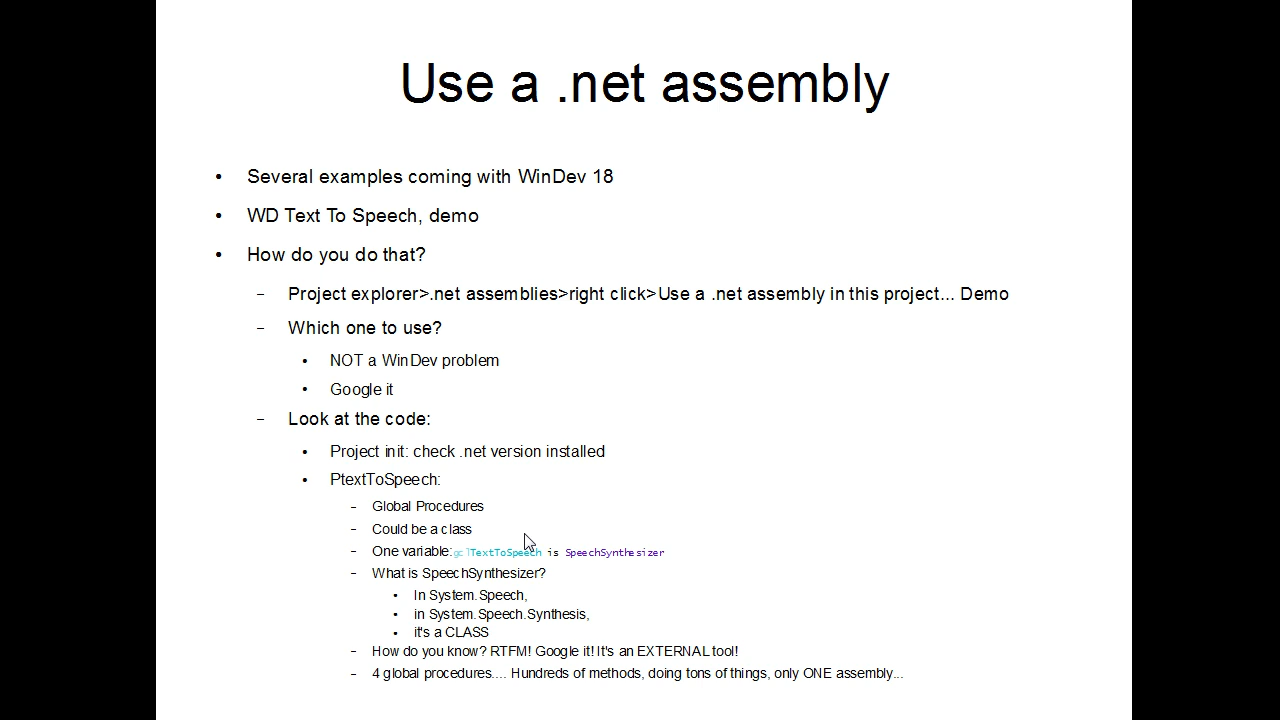 Use a .net assembly
• Several examples coming with WinDev 18
• WD Text To Speech, demo
• How do you do that?
– Project explorer>.net assemblies>right click>Use a .net assembly in this project... Demo
– Which one to use?
• NOT a WinDev problem
• Google it
– Look at the code:
• Project init: check .net version installed
• PtextToSpeech:
– Global Procedures
– Could be a class
– One variable:gclTextToSpeech is SpeechSynthesizer
– What is SpeechSynthesizer?
• In System.Speech,
• in System.Speech.Synthesis,
• it's a CLASS
– How do you know? RTFM! Google it! It's an EXTERNAL tool!
– 4 global procedures.... Hundreds of methods, doing tons of things, only ONE assembly...